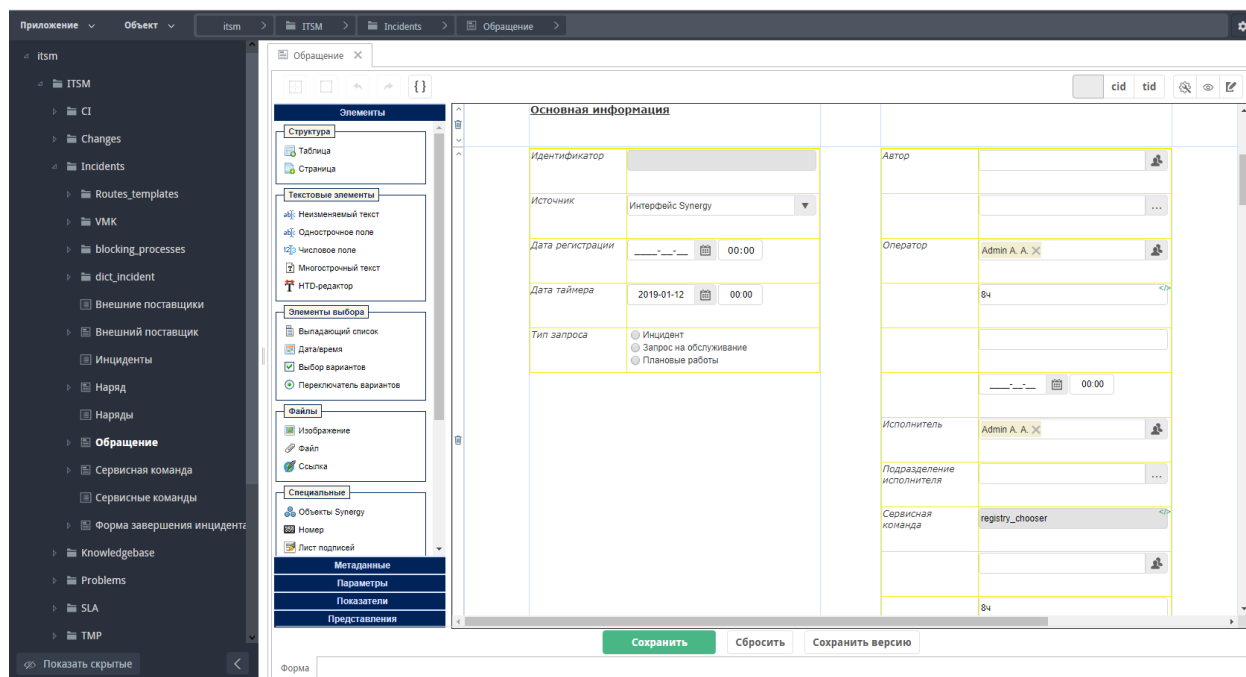 Приложение
Объект
itsm
ITSM
Incidents
Обращение
itsm
ITSM
CI
Changes
Incidents
Routes_templates
VMK
blocking_processes
dict_incident
Внешние поставщики
Внешний поставщик
Инциденты
Наряд
Наряды
Обращение
Сервисная команда
Сервисные команды
Форма завершения инцидента
Knowledgebase
Problems
SLA
TMP
Показать скрытые
Обращение
{}
cid
tid
Элементы
Структура
Таблица
Страница
Текстовые элементы
Неизменяемый текст
Однострочное поле
Числовое поле
Многострочный текст
HTD-редактор
Элементы выбора
Выпадающий список
Дата/время
Выбор вариантов
Переключатель вариантов
Файлы
Изображение
Файл
Ссылка
Специальные
Объекты Synergy
Номер
Лист подписей
Метаданные
Параметры
Показатели
Представления
Основная информация
Идентификатор
Источник
Интерфейс Synergy
Дата регистрации
____-__-__
00:00
Дата таймера
2019-01-12
00:00
Тип запроса
Инцидент
Запрос на обслуживание
Плановые работы
Автор
...
Оператор
Admin A. A.
8ч
____-__-__
00:00
Исполнитель
Admin A. A.
Подразделение
исполнителя
...
Сервисная
команда
registry_chooser
8ч
Сохранить
Сбросить
Сохранить версию
Форма